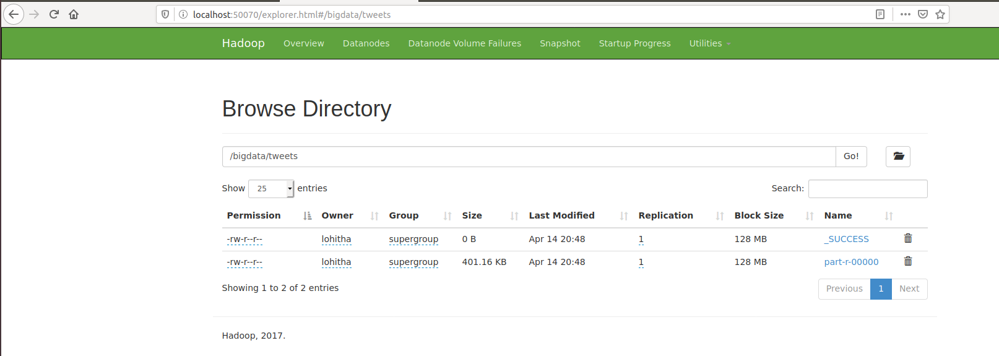 localhost:50070/explorer.html#/bigdata/tweets
Hadoop Overview Datanodes Datanode Volume Failures Snapshot Startup Progress Utilities
Browse Directory
/bigdata/tweets Go!
Show 25 entries Search:
Permission Owner Group Size Last Modified Replication Block Size Name
-rw-r--r-- lohitha supergroup 0 B Apr 14 20:48 1 128 MB _SUCCESS
-rw-r--r-- lohitha supergroup 401.16 KB Apr 14 20:48 1 128 MB part-r-00000
Showing 1 to 2 of 2 entries Previous 1 Next
Hadoop, 2017.